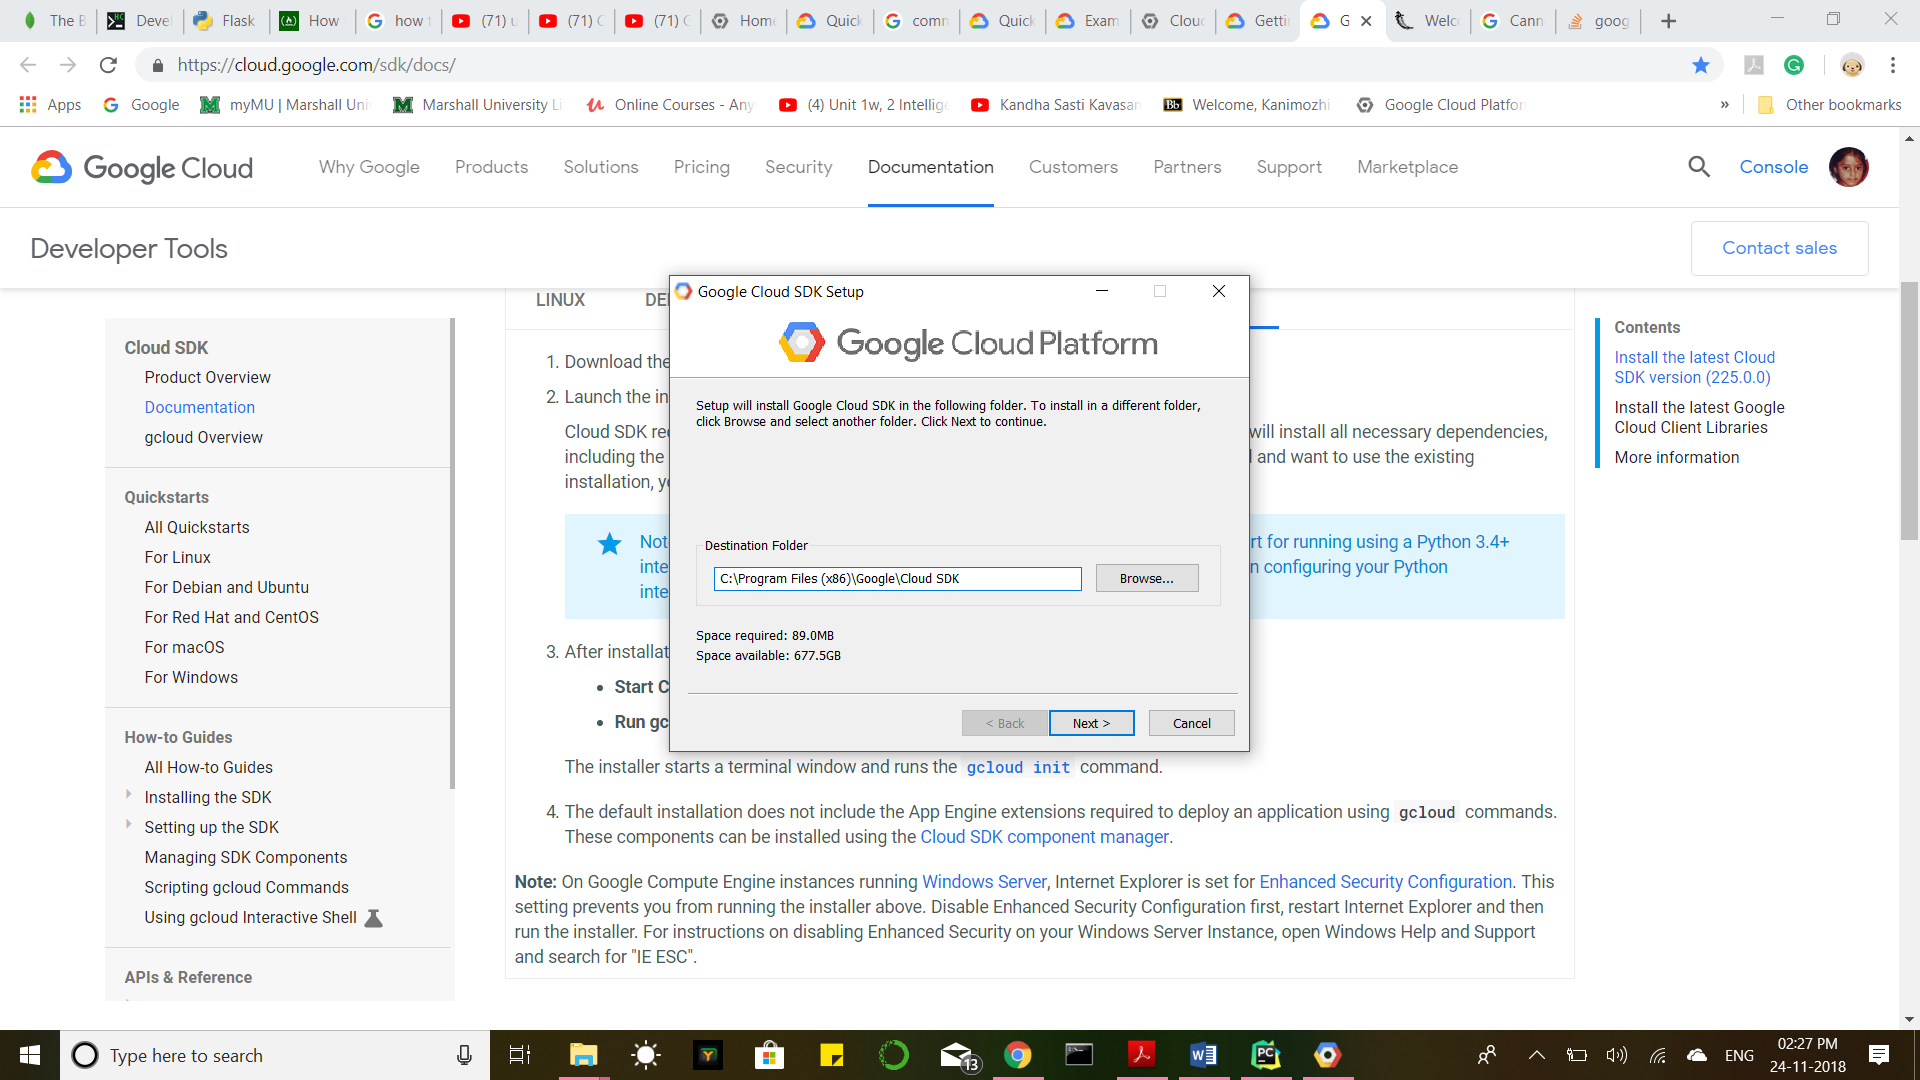 The B
Devel
Flask
How
how t
(71) u
(71) C
(71) C
Home
Quick
comn
Quick
Exam
Clouc
Gettin
G
Welco
Cann
goog
https://cloud.google.com/sdk/docs/
Apps
Google
myMU | Marshall Uni
Marshall University Li
Online Courses - Any
(4) Unit 1w, 2 Intellige
Kandha Sasti Kavasam
Bb
Welcome, Kanimozhi
Google Cloud Platfor
»
Other bookmarks
Google Cloud
Why Google
Products
Solutions
Pricing
Security
Documentation
Customers
Partners
Support
Marketplace
Console
Developer Tools
Contact sales
Cloud SDK
Product Overview
Documentation
gcloud Overview
Quickstarts
All Quickstarts
For Linux
For Debian and Ubuntu
For Red Hat and CentOS
For macOS
For Windows
How-to Guides
All How-to Guides
Installing the SDK
Setting up the SDK
Managing SDK Components
Scripting gcloud Commands
Using gcloud Interactive Shell
APIs & Reference
LINUX
1. Download the
2. Launch the in
Cloud SDK re
will install all necessary dependencies,
including the
and want to use the existing
installation, y
Not
rt for running using a Python 3.4+
inte
n configuring your Python
inte
3. After installat
• Start C
• Run gc
The installer starts a terminal window and runs the gcloud init command.
4. The default installation does not include the App Engine extensions required to deploy an application using gcloud commands.
These components can be installed using the Cloud SDK component manager.
Note: On Google Compute Engine instances running Windows Server, Internet Explorer is set for Enhanced Security Configuration. This
setting prevents you from running the installer above. Disable Enhanced Security Configuration first, restart Internet Explorer and then
run the installer. For instructions on disabling Enhanced Security on your Windows Server Instance, open Windows Help and Support
and search for "IE ESC".
Google Cloud SDK Setup
Google Cloud Platform
Setup will install Google Cloud SDK in the following folder. To install in a different folder,
click Browse and select another folder. Click Next to continue.
Destination Folder
C:\Program Files (x86)\Google\Cloud SDK
Browse...
Space required: 89.0MB
Space available: 677.5GB
< Back
Next >
Cancel
Contents
Install the latest Cloud
SDK version (225.0.0)
Install the latest Google
Cloud Client Libraries
More information
Type here to search
13
ENG
02:27 PM
24-11-2018